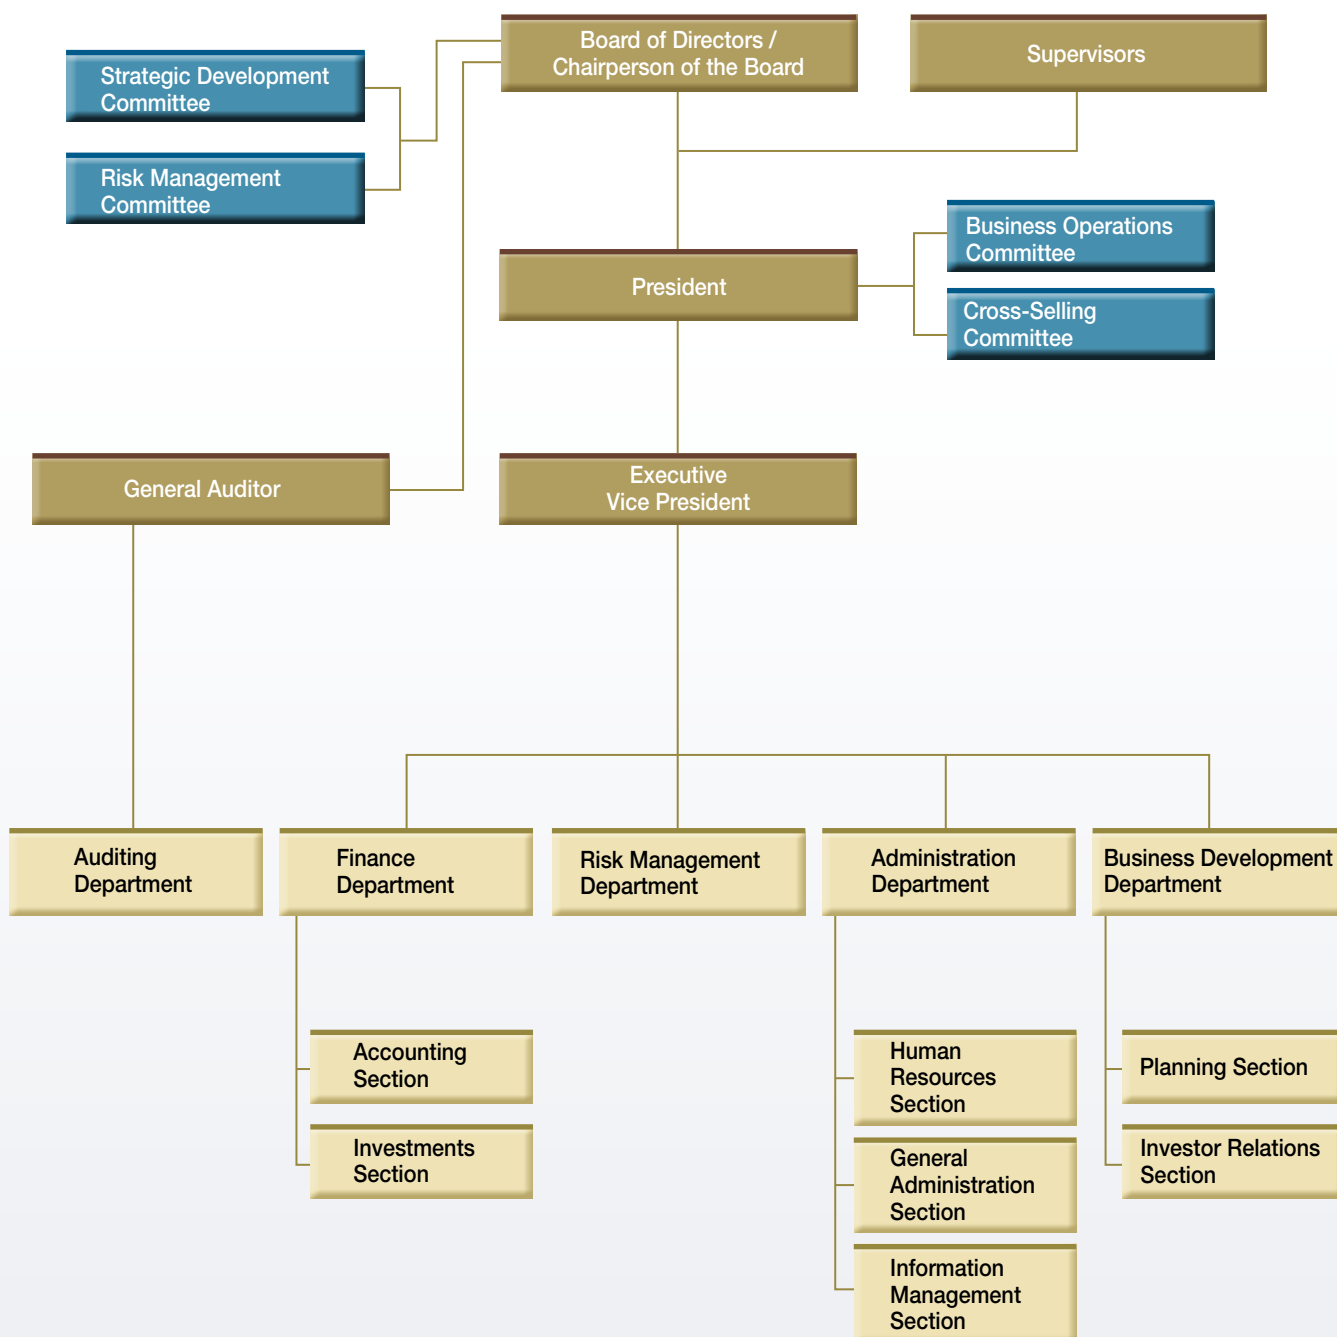 Board of Directors /
Chairperson of the Board
Supervisors
Strategic Development
Committee
Risk Management
Committee
Business Operations
Committee
President
Cross-Selling
Committee
General Auditor
Executive
Vice President
Auditing
Department
Finance
Department
Risk Management
Department
Administration
Department
Business Development
Department
Accounting
Section
Investments
Section
Human
Resources
Section
General
Administration
Section
Information
Management
Section
Planning Section
Investor Relations
Section